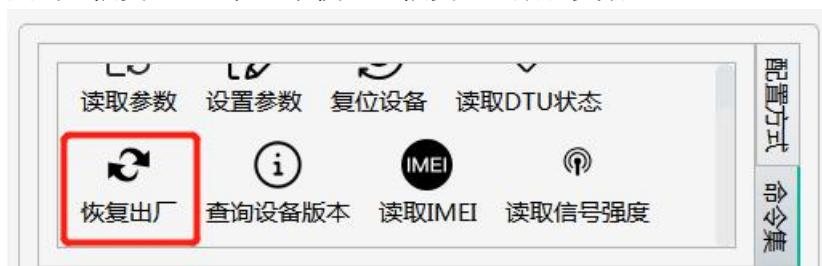 读取参数 设置参数 复位设备 读取DTU状态
IMEI
恢复出厂 查询设备版本 读取IMEI 读取信号强度
配置方式
命令集